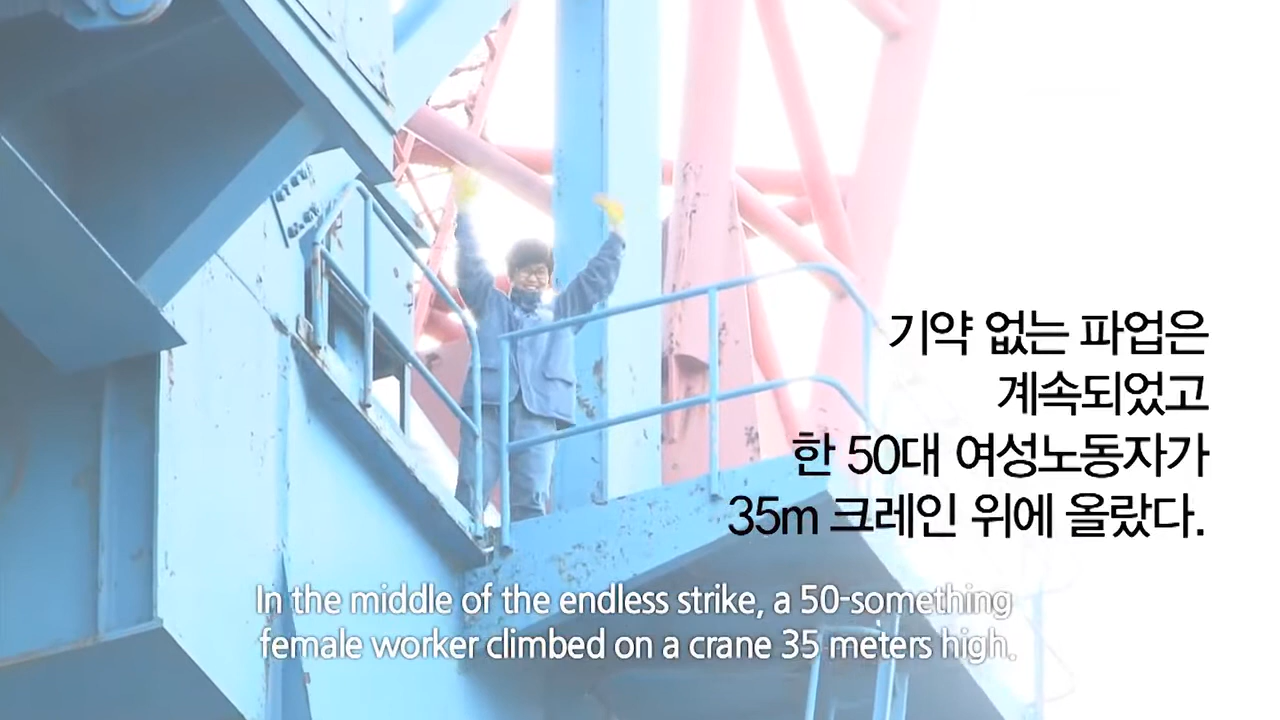 기약 없는 파업은
계속되었고
한 50대 여성노동자가
35m 크레인 위에 올랐다.
In the middle of the endless strike, a 50-something
female worker climbed on a crane 35 meters high.